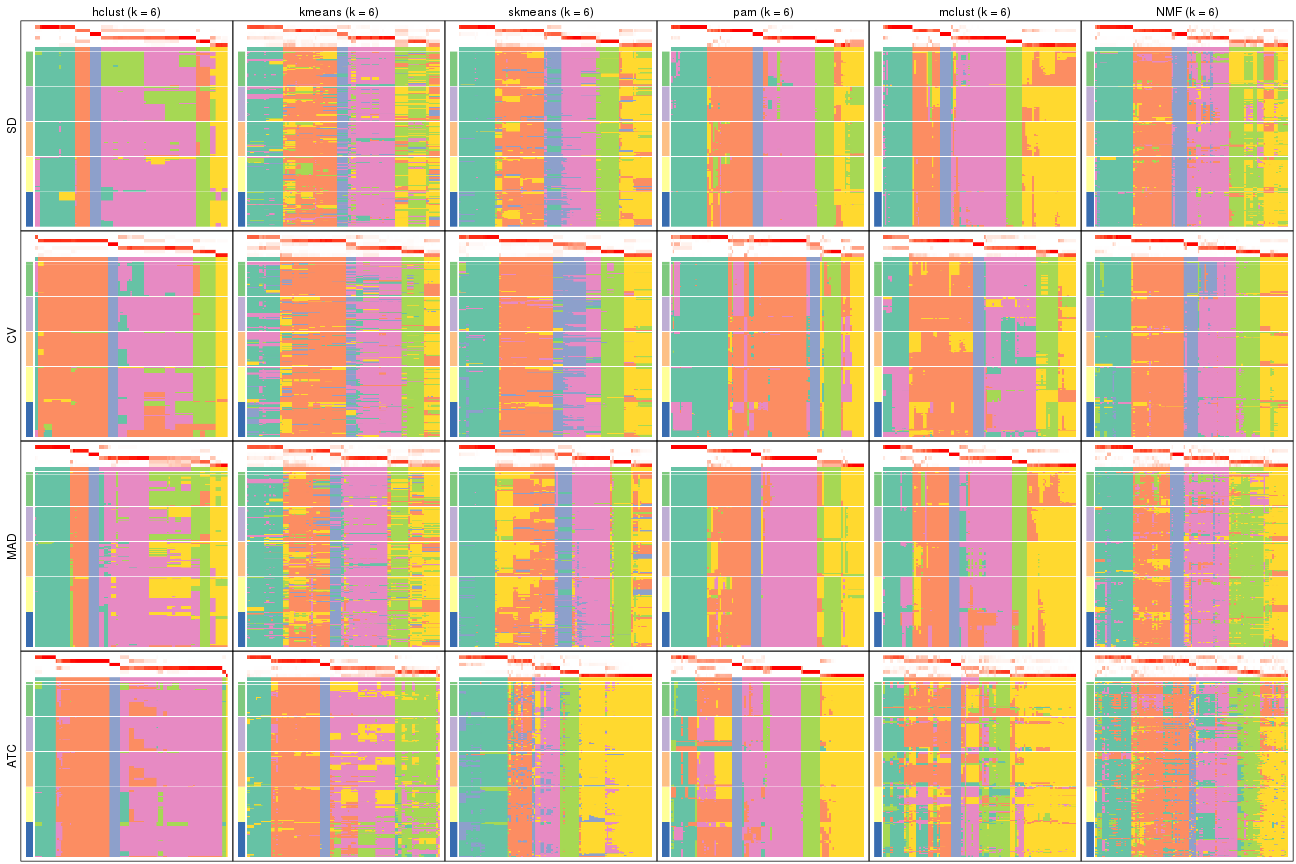 hclust (k = 6) kmeans (k = 6) skmeans (k = 6) pam (k = 6) mclust (k = 6) NMF (k = 6)
SD
CV
MAD
ATC